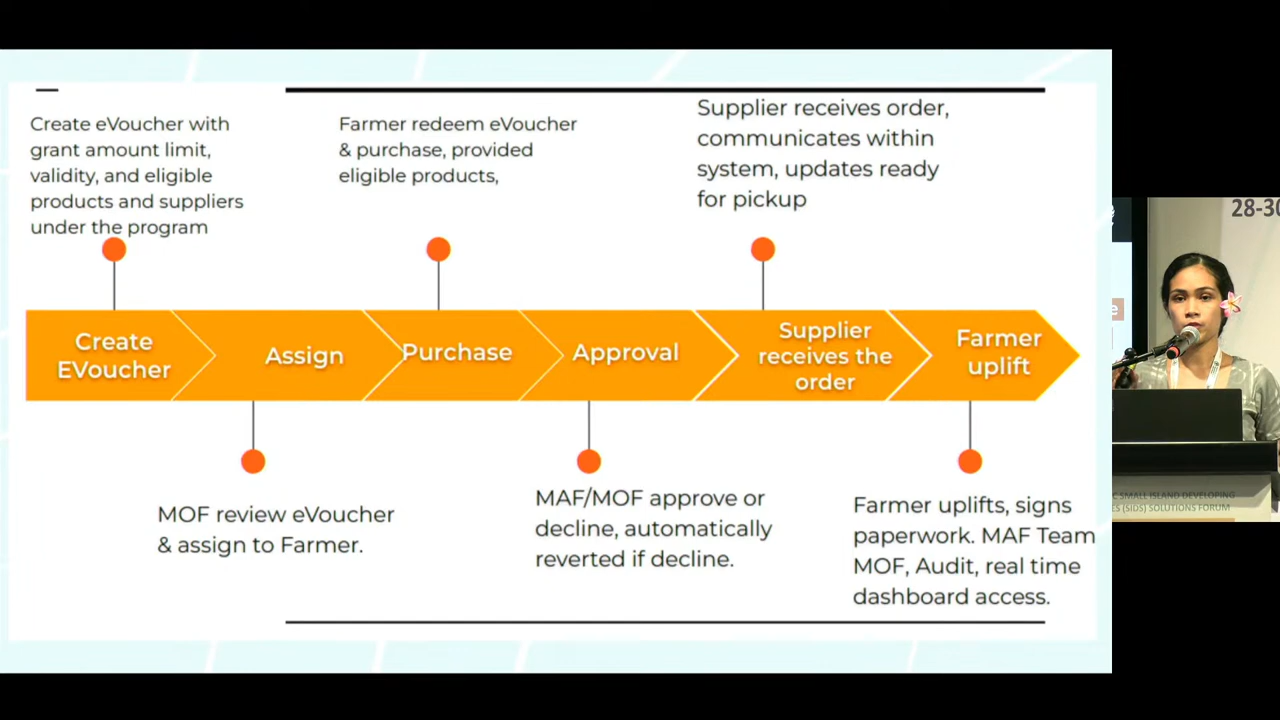 Create eVoucher with
grant amount limit,
validity, and eligible
products and suppliers
under the program
Farmer redeem eVoucher
& purchase, provided
eligible products,
Supplier receives order,
communicates within
system, updates ready
for pickup
Create
EVoucher
Assign
Purchase
Approval
Supplier
receives the
order
Farmer
uplift
MOF review eVoucher
& assign to Farmer.
MAF/MOF approve or
decline, automatically
reverted if decline.
Farmer uplifts, signs
paperwork. MAF Team
MOF, Audit, real time
dashboard access.
28-30
SMALL ISLAND DEVELOPING
(SIDS) SOLUTIONS FORUM